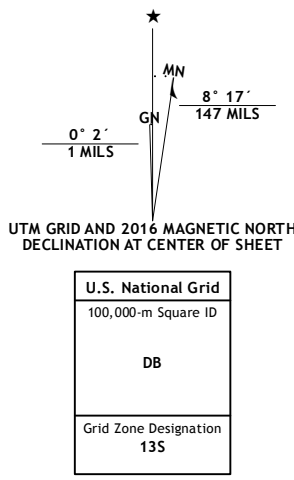 MN
GN
8° 17´
147 MILS
0° 2´
1 MILS
UTM GRID AND 2016 MAGNETIC NORTH
DECLINATION AT CENTER OF SHEET
U.S. National Grid
100,000-m Square ID
DB
Grid Zone Designation
13S